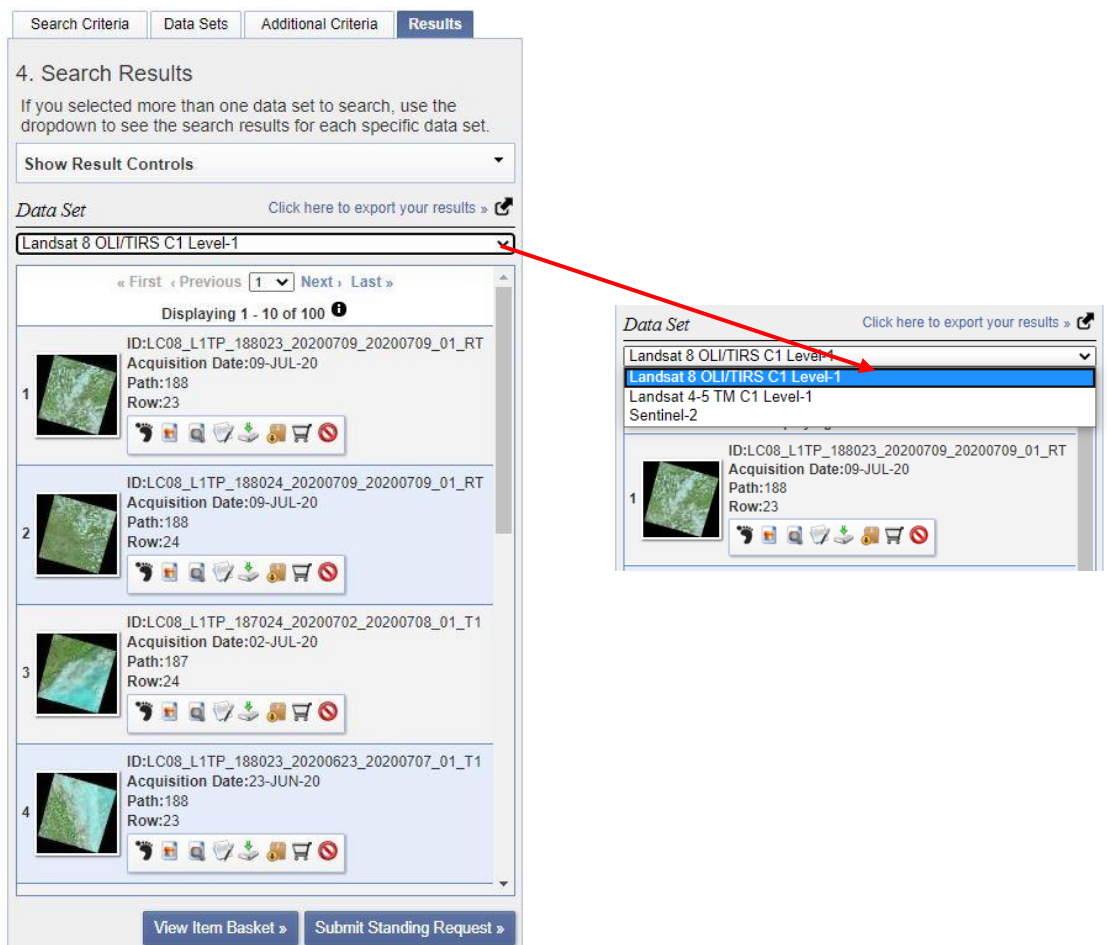 Search Criteria Data Sets Additional Criteria Results
4. Search Results
If you selected more than one data set to search, use the
dropdown to see the search results for each specific data set.
Show Result Controls
Data Set Click here to export your results »
Landsat 8 OLI/TIRS C1 Level-1
« First ‹ Previous 1 Next › Last »
Displaying 1 - 10 of 100
1
ID:LC08_L1TP_188023_20200709_20200709_01_RT
Acquisition Date:09-JUL-20
Path:188
Row:23
2
ID:LC08_L1TP_188024_20200709_20200709_01_RT
Acquisition Date:09-JUL-20
Path:188
Row:24
3
ID:LC08_L1TP_187024_20200702_20200708_01_T1
Acquisition Date:02-JUL-20
Path:187
Row:24
4
ID:LC08_L1TP_188023_20200623_20200707_01_T1
Acquisition Date:23-JUN-20
Path:188
Row:23
View Item Basket » Submit Standing Request »
Data Set Click here to export your results »
Landsat 8 OLI/TIRS C1 Level-1
Landsat 8 OLI/TIRS C1 Level-1
Landsat 4-5 TM C1 Level-1
Sentinel-2
1
ID:LC08_L1TP_188023_20200709_20200709_01_RT
Acquisition Date:09-JUL-20
Path:188
Row:23